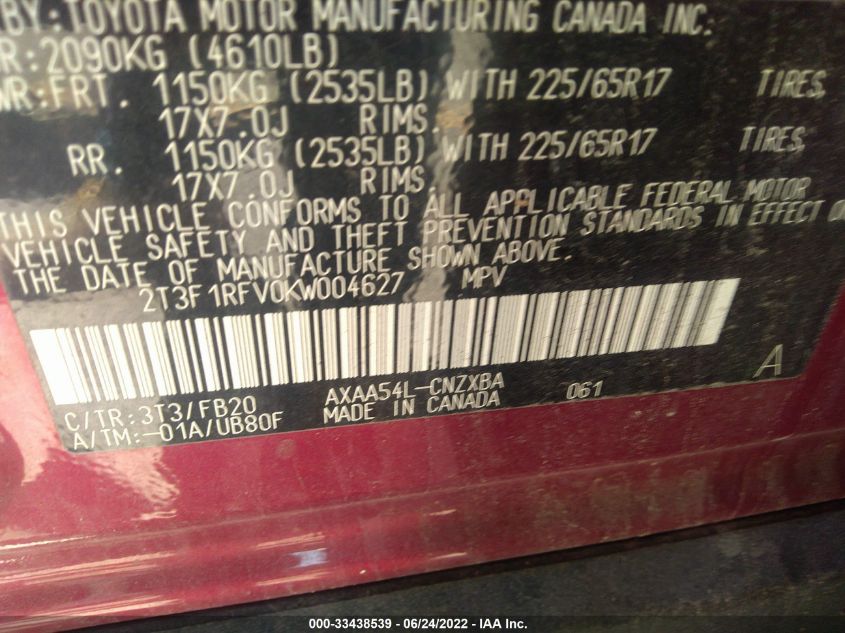 BY:TOYOTA MOTOR MANUFACTURING CANADA INC.
R:2090KG (4610LB)
WR:FRT. 1150KG (2535LB) WITH 225/65R17 TIRES,
17X7.0J RIMS.
RR. 1150KG (2535LB) WITH 225/65R17 TIRES,
17X7.0J RIMS.
THIS VEHICLE CONFORMS TO ALL APPLICABLE FEDERAL MOTOR
VEHICLE SAFETY AND THEFT PREVENTION STANDARDS IN EFFECT O
THE DATE OF MANUFACTURE SHOWN ABOVE.
2T3F1RFV0KW004627 MPV
A
C/TR:3T3/FB20 AXAA54L-CNZXBA 061
A/TM:-01A/UB80F MADE IN CANADA
000-33438539 - 06/24/2022 - IAA Inc.